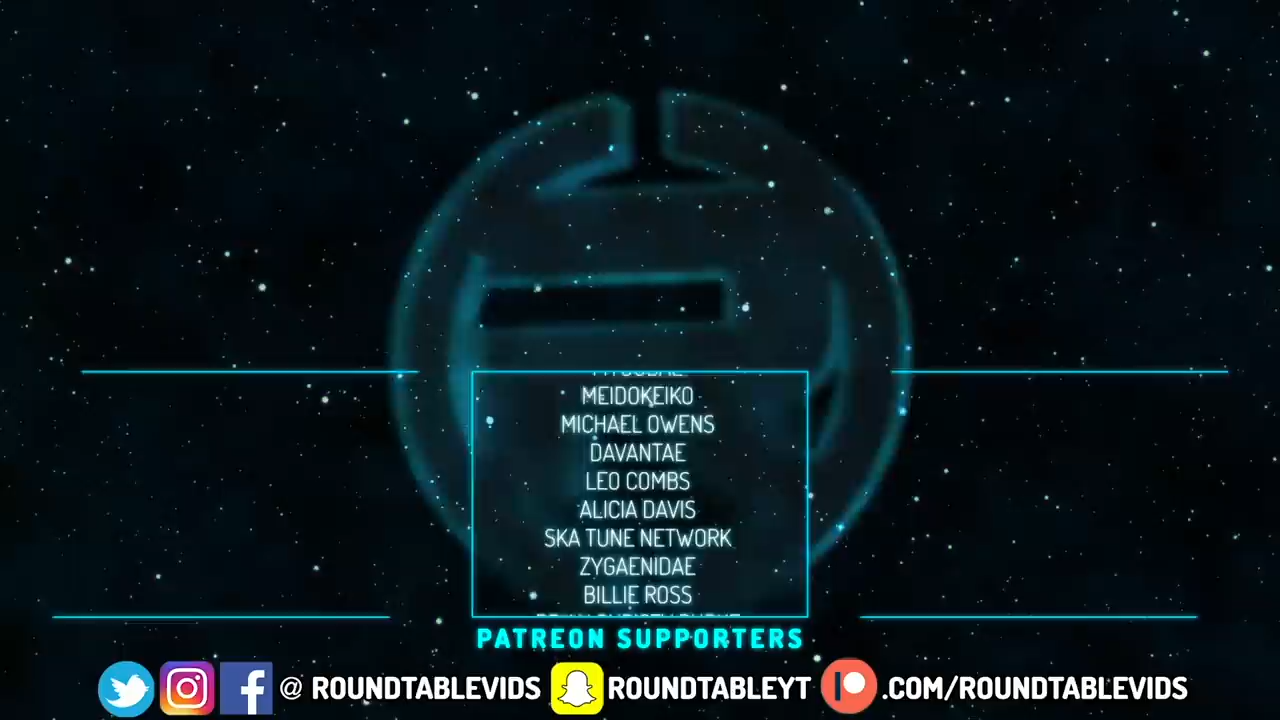 MEIDOKEIKO
MICHAEL OWENS
DAVANTAE
LEO COMBS
ALICIA DAVIS
SKA TUNE NETWORK
ZYGAENIDAE
BILLIE ROSS
PATREON SUPPORTERS
@ ROUNDTABLEVIDS ROUNDTABLEYT .COM/ROUNDTABLEVIDS